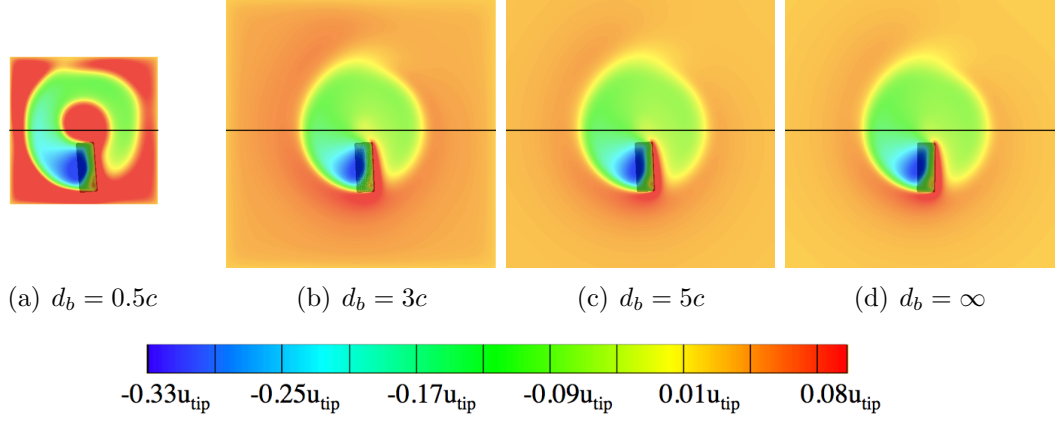 (a) d_b = 0.5c (b) d_b = 3c (c) d_b = 5c (d) d_b = ∞
-0.33u_tip -0.25u_tip -0.17u_tip -0.09u_tip 0.01u_tip 0.08u_tip